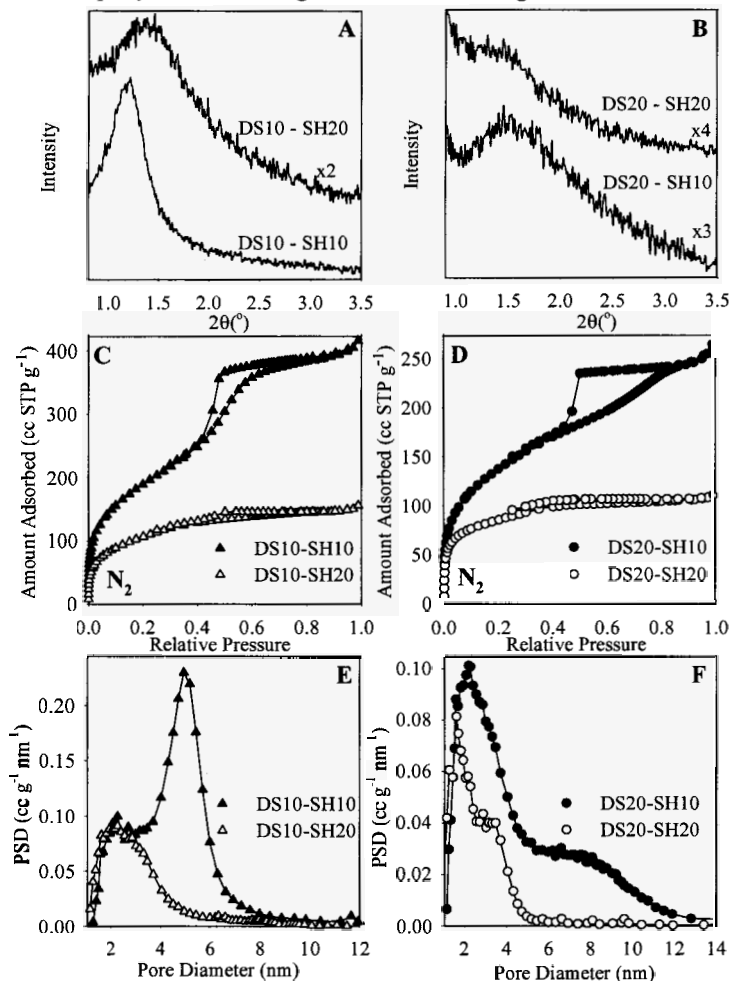 A
Intensity
DS10 - SH20
x2
DS10 - SH10
1.0 1.5 2.0 2.5 3.0 3.5
2θ(°)
B
Intensity
DS20 - SH20
x4
DS20 - SH10
x3
1.0 1.5 2.0 2.5 3.0 3.5
2θ(°)
C
Amount Adsorbed (cc STP g⁻¹)
400
300
200
100
0
DS10-SH10
DS10-SH20
N₂
0.0 0.2 0.4 0.6 0.8 1.0
Relative Pressure
D
Amount Adsorbed (cc STP g⁻¹)
250
200
150
100
50
0
DS20-SH10
DS20-SH20
N₂
0.0 0.2 0.4 0.6 0.8 1.0
Relative Pressure
E
PSD (cc g⁻¹ nm⁻¹)
0.20
0.15
0.10
0.05
0.00
DS10-SH10
DS10-SH20
2 4 6 8 10 12
Pore Diameter (nm)
F
PSD (cc g⁻¹ nm⁻¹)
0.10
0.08
0.06
0.04
0.02
0.00
DS20-SH10
DS20-SH20
2 4 6 8 10 12 14
Pore Diameter (nm)